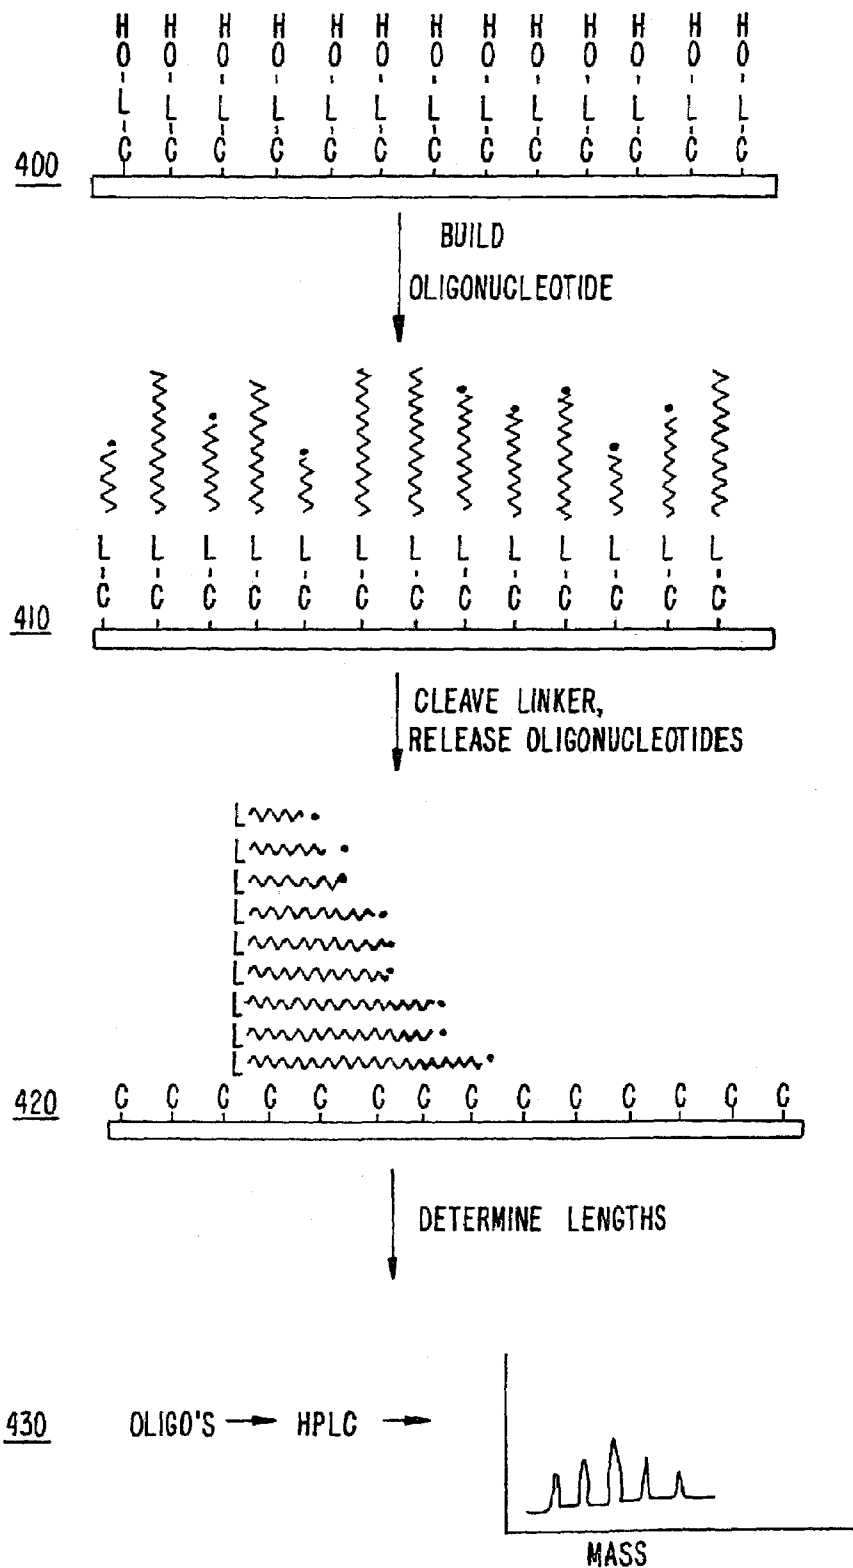 H H H H H H H H H H H H H
O O O O O O O O O O O O O
L L L L L L L L L L L L L
C C C C C C C C C C C C C
400
BUILD
OLIGONUCLEOTIDE
L L L L L L L L L L L L L
C C C C C C C C C C C C C
410
CLEAVE LINKER,
RELEASE OLIGONUCLEOTIDES
L
L
L
L
L
L
L
L
L
C C C C C C C C C C C C C C
420
DETERMINE LENGTHS
430 OLIGO'S HPLC
MASS